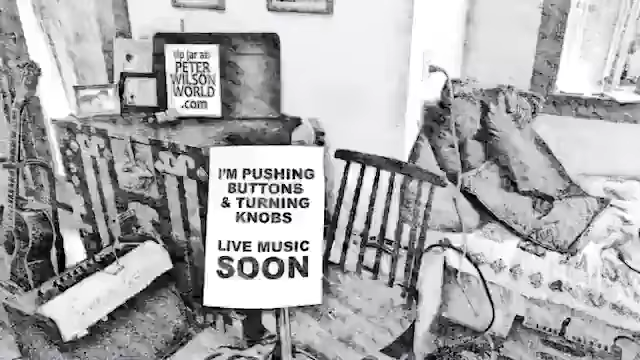 tip jar at:
PETER
WILSON
WORLD
.com
I'M PUSHING
BUTTONS
& TURNING
KNOBS
LIVE MUSIC
SOON